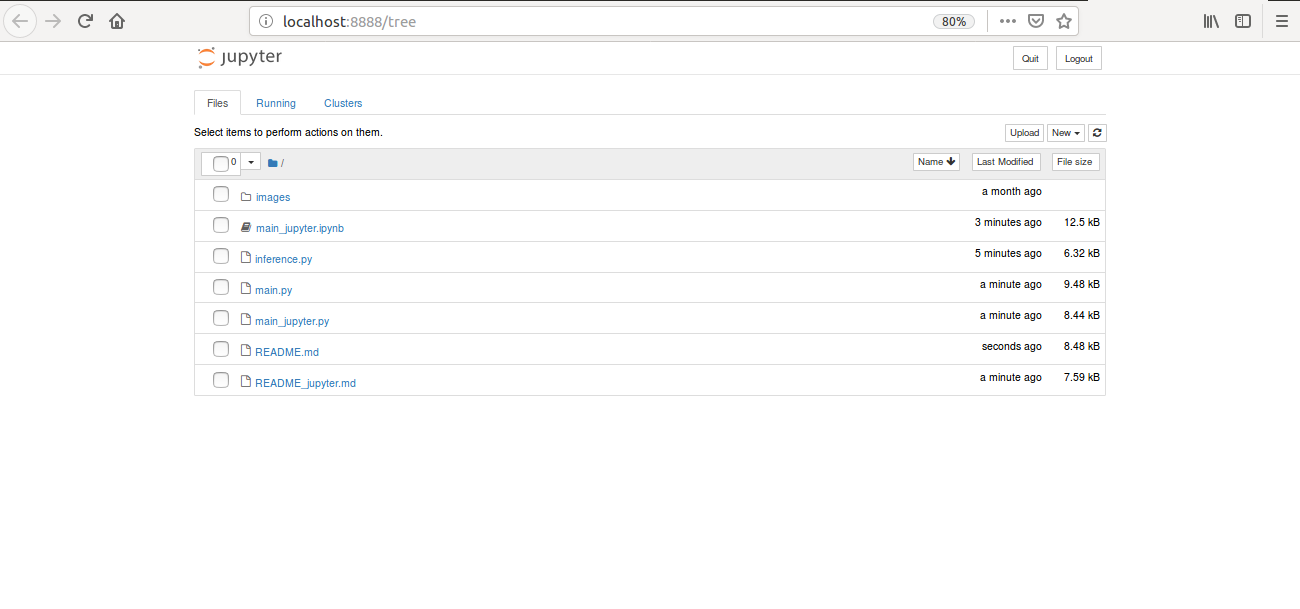 localhost:8888/tree 80%
jupyter Quit Logout
Files Running Clusters
Select items to perform actions on them. Upload New
0 / Name Last Modified File size
images a month ago
main_jupyter.ipynb 3 minutes ago 12.5 kB
inference.py 5 minutes ago 6.32 kB
main.py a minute ago 9.48 kB
main_jupyter.py a minute ago 8.44 kB
README.md seconds ago 8.48 kB
README_jupyter.md a minute ago 7.59 kB